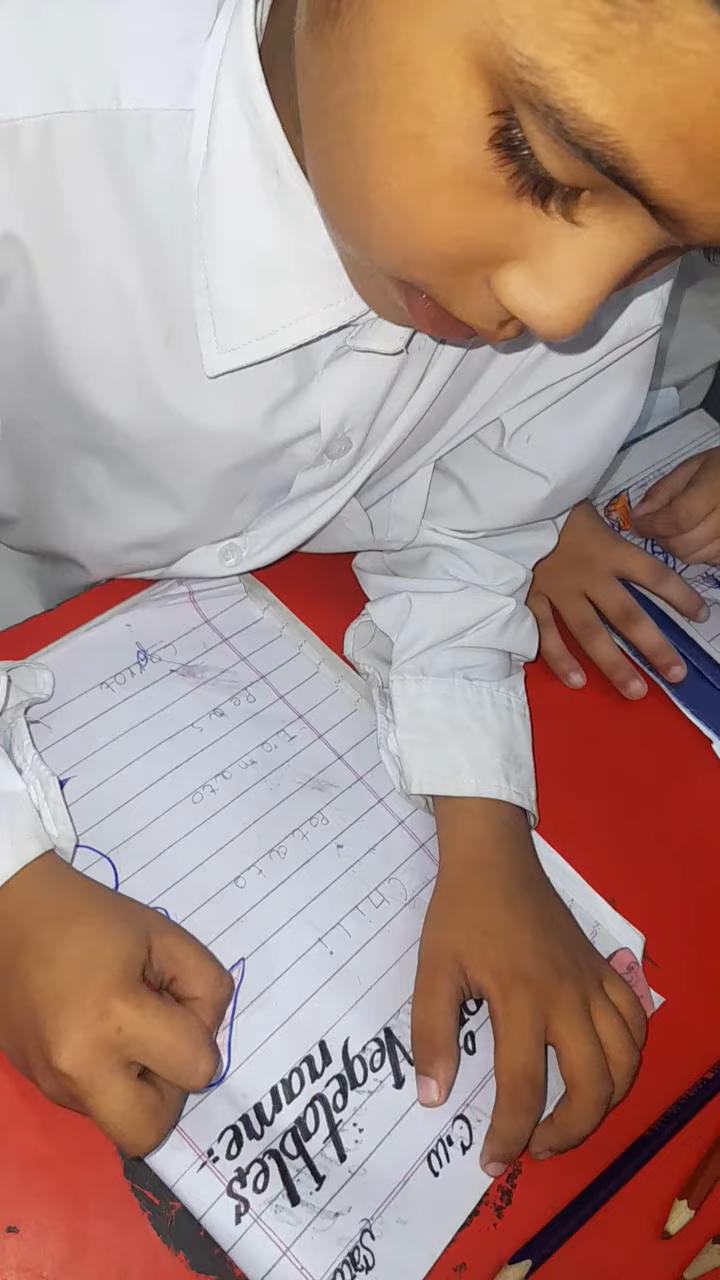 C.W
Vegetables
name:-
Chilli
Potato
Tomato
Peas
Carrot